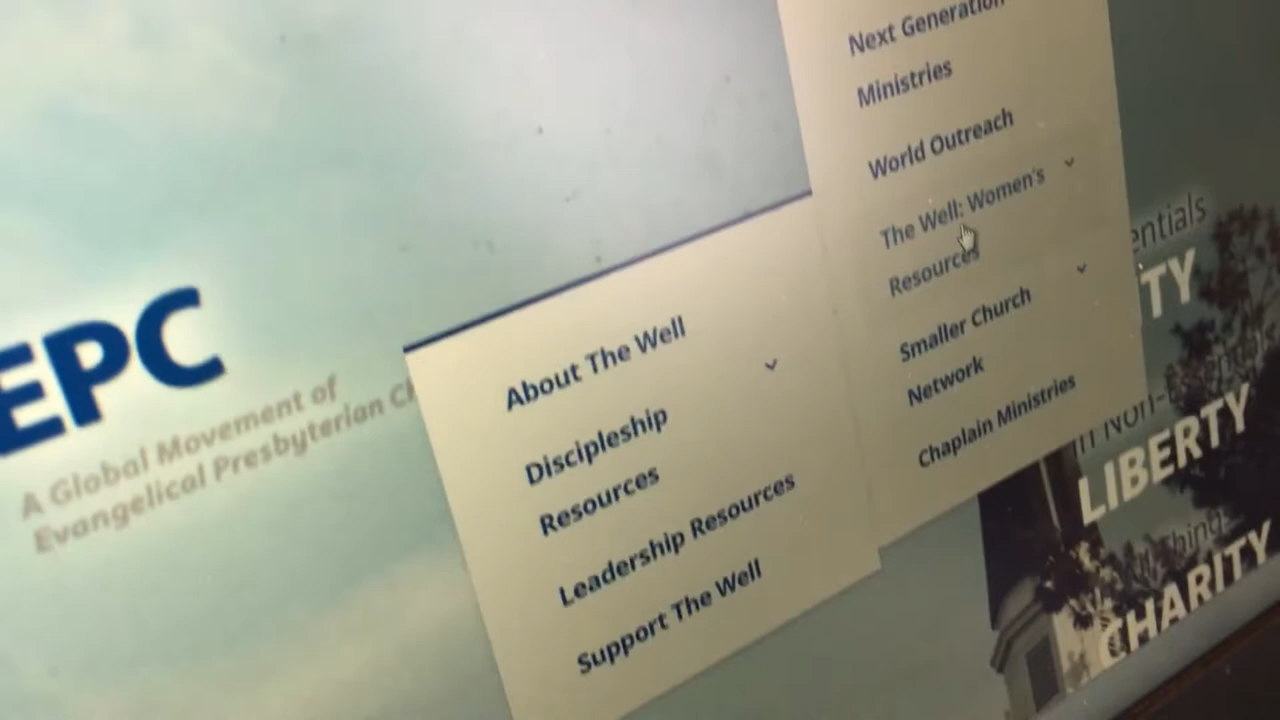 EPC
A Global Movement of
Evangelical Presbyterian
About The Well
Discipleship
Resources
Leadership Resources
Support The Well
Next Generation
Ministries
World Outreach
The Well: Women's
Resources
Smaller Church
Network
Chaplain Ministries
LIBERTY
CHARITY